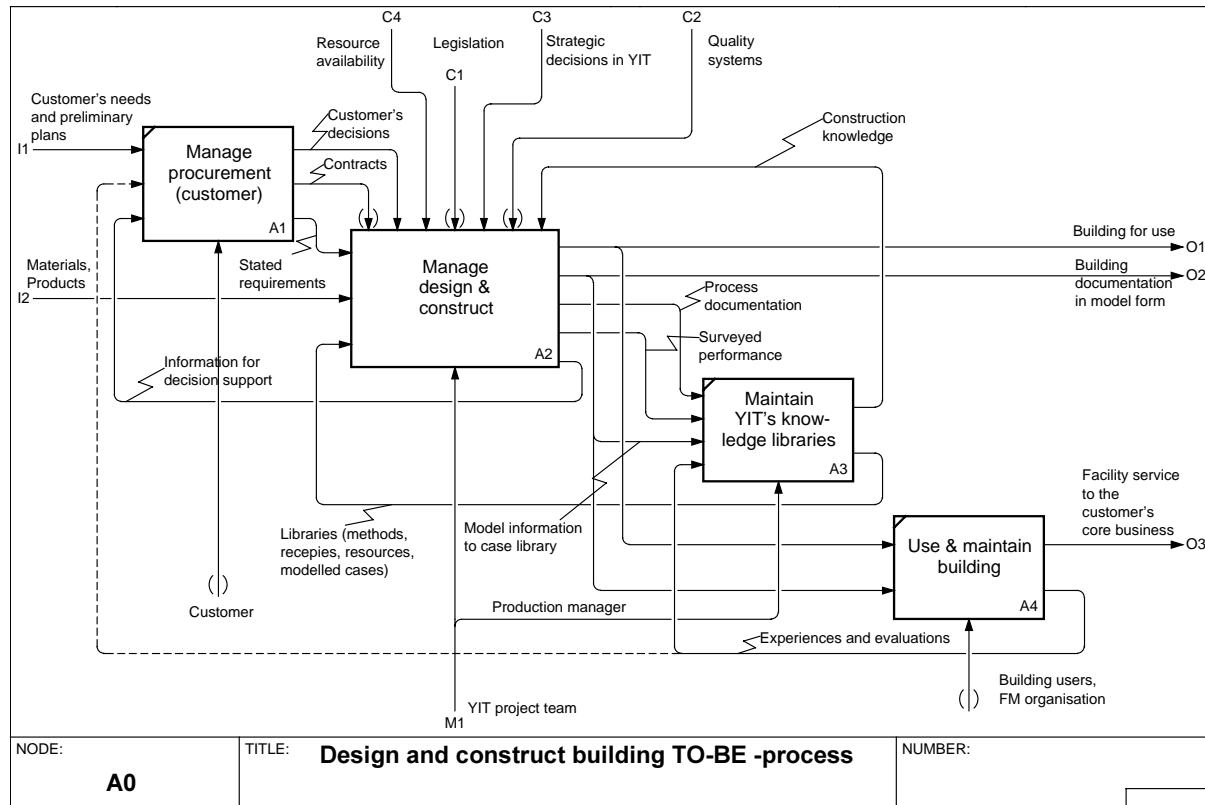 C4
C3
C2
Resource
availability
Legislation
C1
Strategic
decisions in YIT
Quality
systems
Customer's needs
and preliminary
plans
I1
Manage
procurement
(customer)
A1
Customer's
decisions
Contracts
Construction
knowledge
Stated
requirements
Materials,
Products
I2
Manage
design &
construct
A2
Building for use
O1
Building
documentation
in model form
O2
Process
documentation
Surveyed
performance
Information for
decision support
Maintain
YIT's know-
ledge libraries
A3
Libraries (methods,
recepies, resources,
modelled cases)
Model information
to case library
Facility service
to the
customer's
core business
O3
Use & maintain
building
A4
Customer
Production manager
Experiences and evaluations
Building users,
FM organisation
M1
YIT project team
NODE:
A0
TITLE:
Design and construct building TO-BE -process
NUMBER: